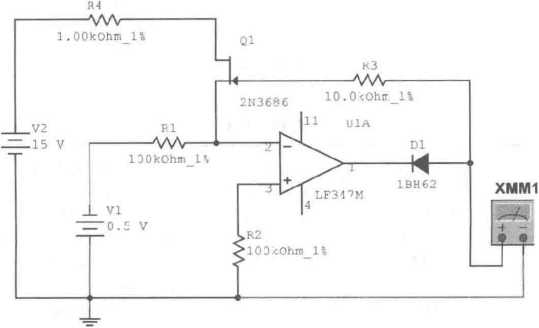 R4
1.00kOhm_1%
Q1
R3
2N3686
10.0kOhm_1%
V2
15 V
R1
100kOhm_1%
11
U1A
2
D1
1
3
1BH62
LF347M
4
XMM1
V1
0.5 V
R2
100kOhm_1%